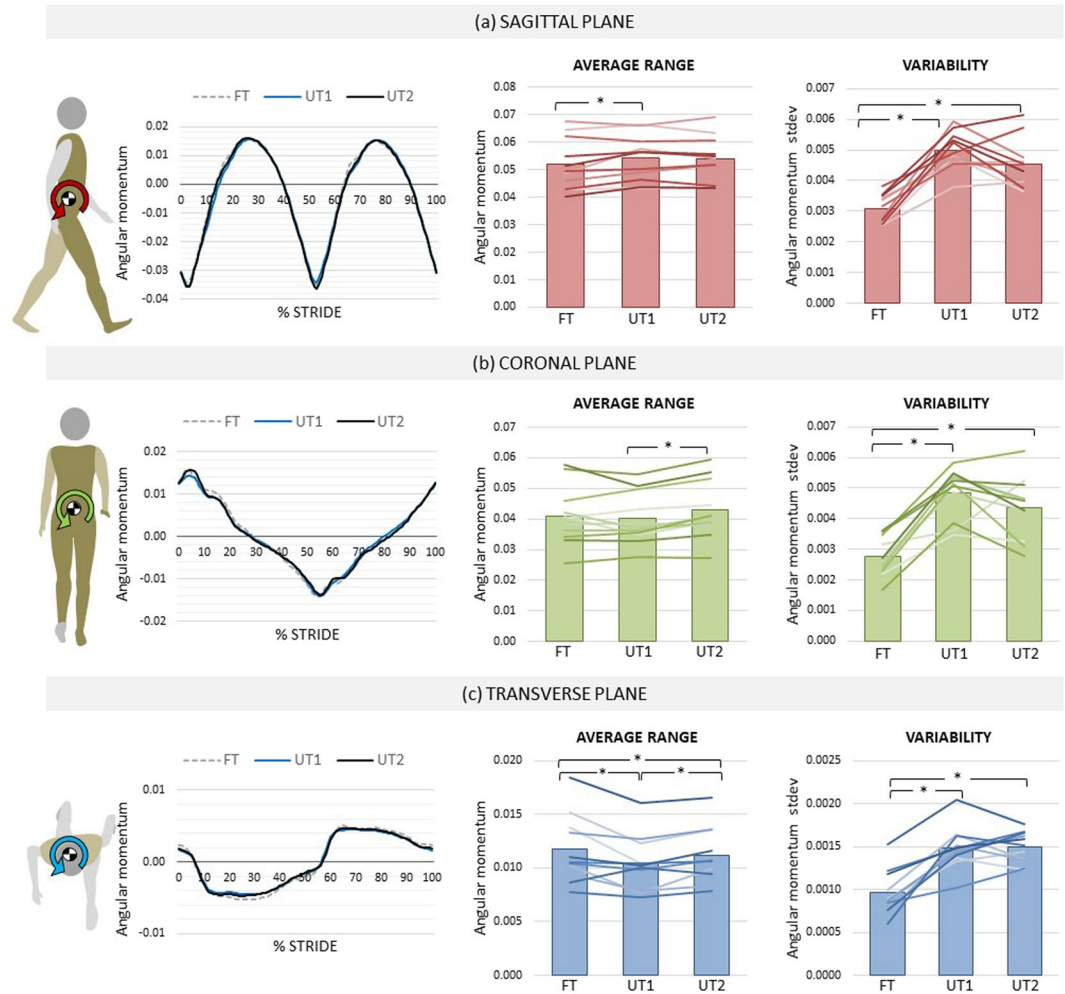 (a) SAGITTAL PLANE
FT UT1 UT2
Angular momentum
0.02
0.01
0.00
-0.01
-0.02
-0.03
-0.04
0 10 20 30 40 50 60 70 80 90 100
% STRIDE
AVERAGE RANGE
Angular momentum
0.08
0.07
0.06
0.05
0.04
0.03
0.02
0.01
0.00
*
FT UT1 UT2
VARIABILITY
Angular momentum stdev
0.007
0.006
0.005
0.004
0.003
0.002
0.001
0.000
*
*
FT UT1 UT2
(b) CORONAL PLANE
FT UT1 UT2
Angular momentum
0.02
0.01
0.00
-0.01
-0.02
0 10 20 30 40 50 60 70 80 90 100
% STRIDE
AVERAGE RANGE
Angular momentum
0.07
0.06
0.05
0.04
0.03
0.02
0.01
0.00
*
FT UT1 UT2
VARIABILITY
Angular momentum stdev
0.007
0.006
0.005
0.004
0.003
0.002
0.001
0.000
*
*
FT UT1 UT2
(c) TRANSVERSE PLANE
FT UT1 UT2
Angular momentum
0.01
0.00
-0.01
0 10 20 30 40 50 60 70 80 90 100
% STRIDE
AVERAGE RANGE
Angular momentum
0.020
0.015
0.010
0.005
0.000
*
* *
FT UT1 UT2
VARIABILITY
Angular momentum stdev
0.0025
0.0020
0.0015
0.0010
0.0005
0.0000
*
*
FT UT1 UT2